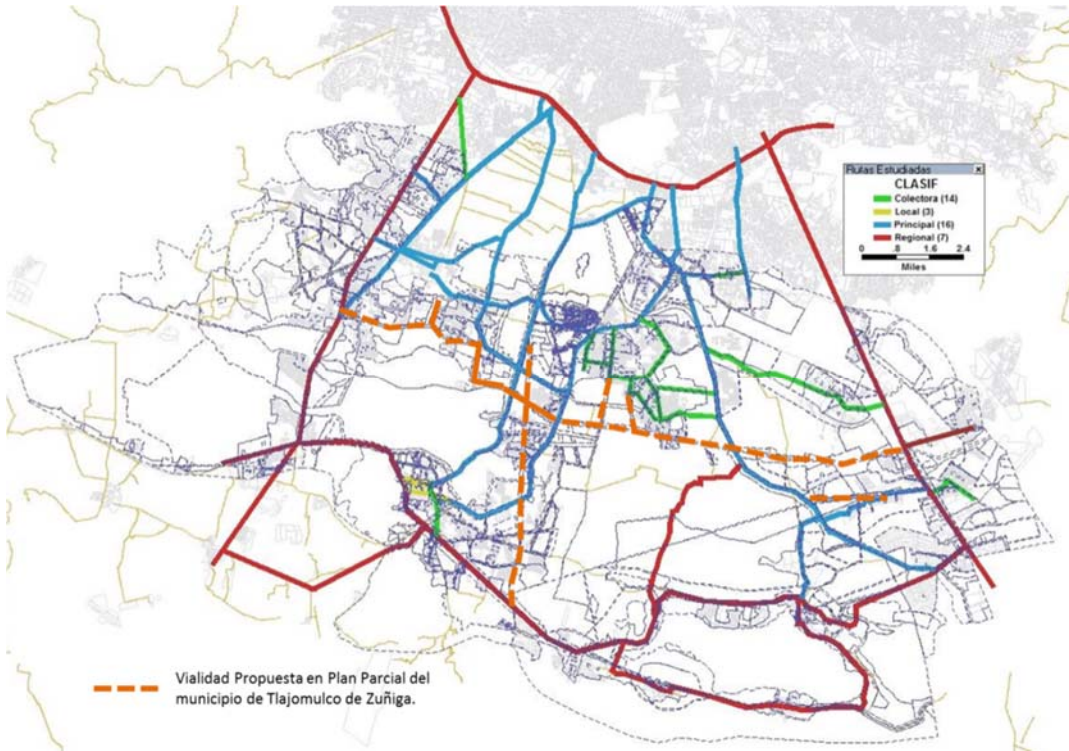 Rutas Estudiadas
CLASIF
Colectora (14)
Local (3)
Principal (16)
Regional (7)
0 .8 1.6 2.4
Miles
Vialidad Propuesta en Plan Parcial del
municipio de Tlajomulco de Zuñiga.